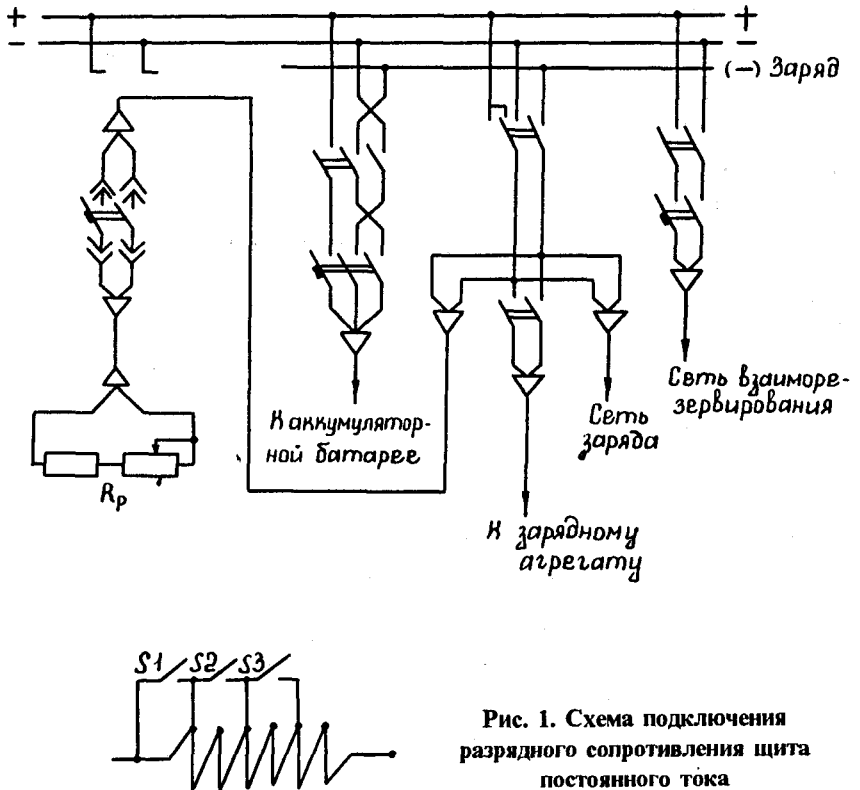 + +
− −
(−) Заряд
К аккумулятор-
ной батарее
Сеть
заряда
Сеть взаиморе-
зервирования
Rр
К зарядному
агрегату
S1 S2 S3
Рис. 1. Схема подключения
разрядного сопротивления щита
постоянного тока